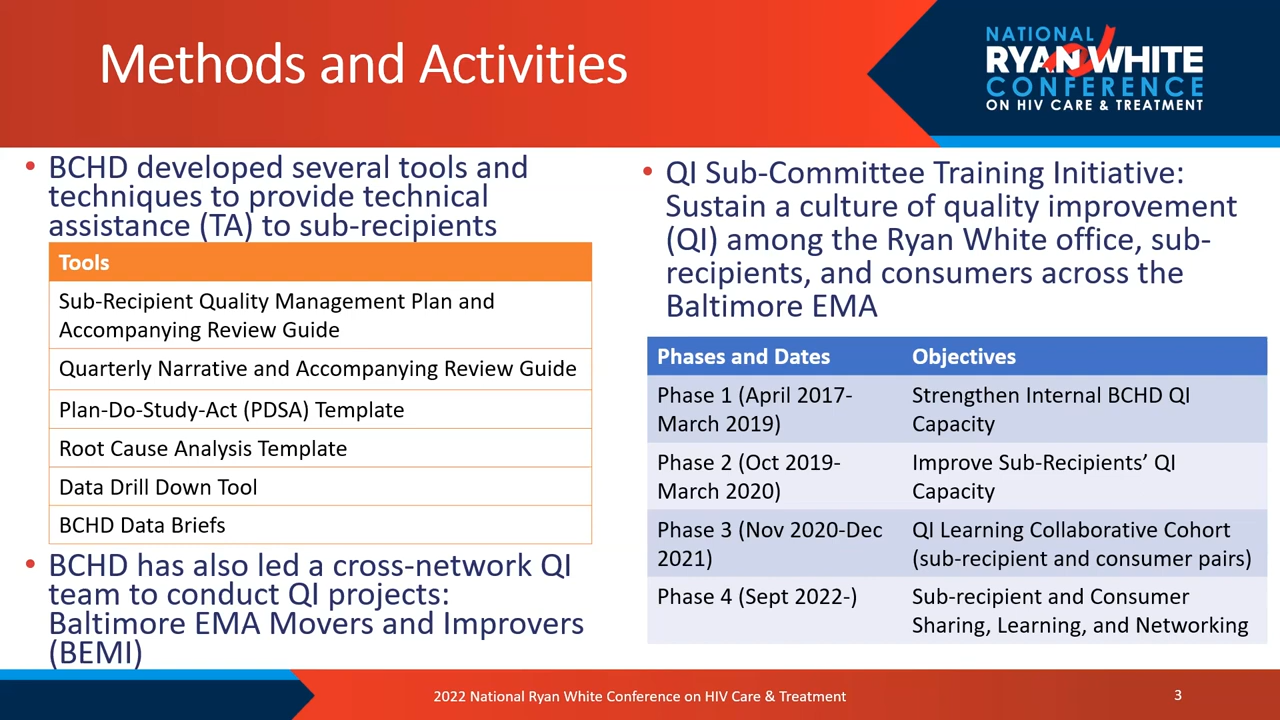 Methods and Activities
NATIONAL
RYAN WHITE
CONFERENCE
ON HIV CARE & TREATMENT
• BCHD developed several tools and
techniques to provide technical
assistance (TA) to sub-recipients
Tools
Sub-Recipient Quality Management Plan and
Accompanying Review Guide
Quarterly Narrative and Accompanying Review Guide
Plan-Do-Study-Act (PDSA) Template
Root Cause Analysis Template
Data Drill Down Tool
BCHD Data Briefs
• BCHD has also led a cross-network QI
team to conduct QI projects:
Baltimore EMA Movers and Improvers
(BEMI)
• QI Sub-Committee Training Initiative:
Sustain a culture of quality improvement
(QI) among the Ryan White office, sub-
recipients, and consumers across the
Baltimore EMA
Phases and Dates Objectives
Phase 1 (April 2017- Strengthen Internal BCHD QI
March 2019) Capacity
Phase 2 (Oct 2019- Improve Sub-Recipients’ QI
March 2020) Capacity
Phase 3 (Nov 2020-Dec QI Learning Collaborative Cohort
2021) (sub-recipient and consumer pairs)
Phase 4 (Sept 2022-) Sub-recipient and Consumer
Sharing, Learning, and Networking
2022 National Ryan White Conference on HIV Care & Treatment
3